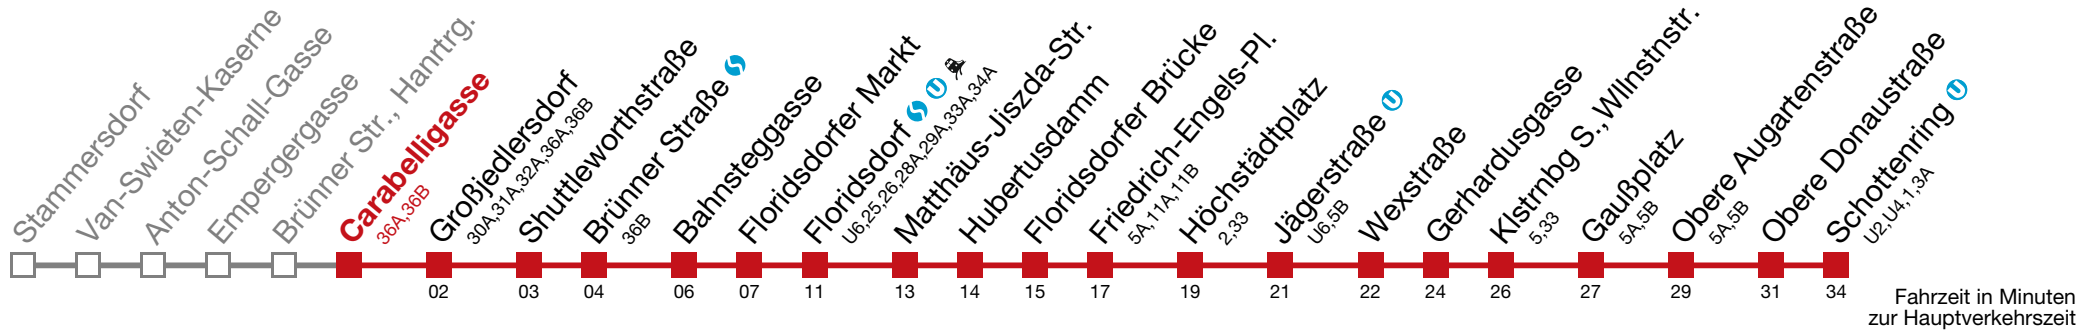 Stammersdorf
Van-Swieten-Kaserne
Anton-Schall-Gasse
Empergergasse
Brünner Str., Hanrtrg.
Carabelligasse
36A,36B
Großjedlersdorf
30A,31A,32A,36A,36B
Shuttleworthstraße
Brünner Straße
36B
Bahnsteggasse
Floridsdorfer Markt
Floridsdorf
U6,25,26,28A,29A,33A,34A
Matthäus-Jiszda-Str.
Hubertusdamm
Floridsdorfer Brücke
Friedrich-Engels-Pl.
5A,11A,11B
Höchstädtplatz
2,33
Jägerstraße
U6,5B
Wexstraße
Gerhardusgasse
Klstrnbg S., Wllnstnstr.
5,33
Gaußplatz
5A,5B
Obere Augartenstraße
5A,5B
Obere Donaustraße
Schottenring
U2,U4,1,3A
02 03 04 06 07 11 13 14 15 17 19 21 22 24 26 27 29 31 34
Fahrzeit in Minuten
zur Hauptverkehrszeit